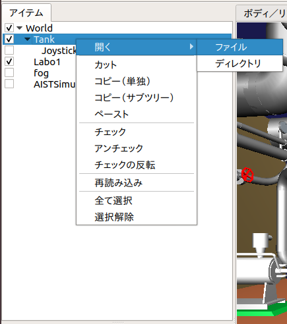 アイテム
ボディ／リ
World
Tank
Joystick
Labo1
fog
AISTSimu
開く
カット
コピー（単独）
コピー（サブツリー）
ペースト
チェック
アンチェック
チェックの反転
再読み込み
全て選択
選択解除
ファイル
ディレクトリ